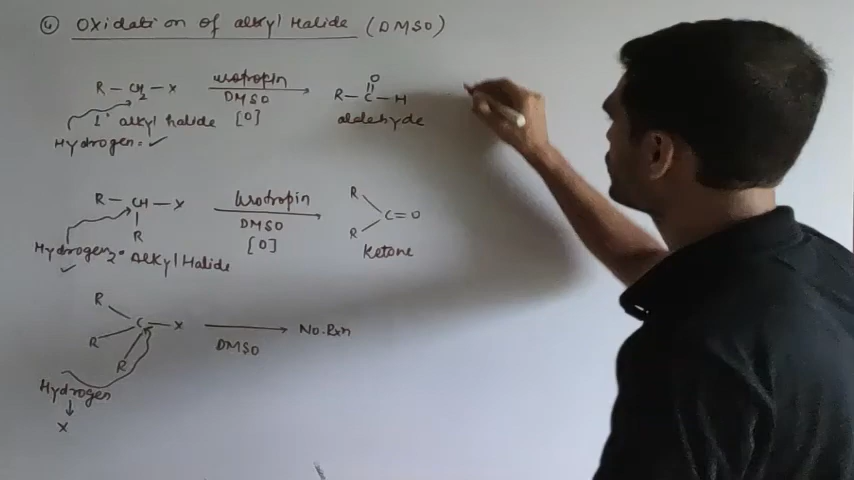 ④ Oxidation of alkyl Halide (DMSO)
R — CH2 — X Urotropin DMSO [O] R — C — H
O
1° alkyl halide aldehyde
Hydrogen ✓
R — CH — X Urotropin DMSO [O] R R C = O
R
Hydrogen 2° Alkyl Halide Ketone
✓
R
R C — X DMSO No Rxn
R
Hydrogen
↓
X